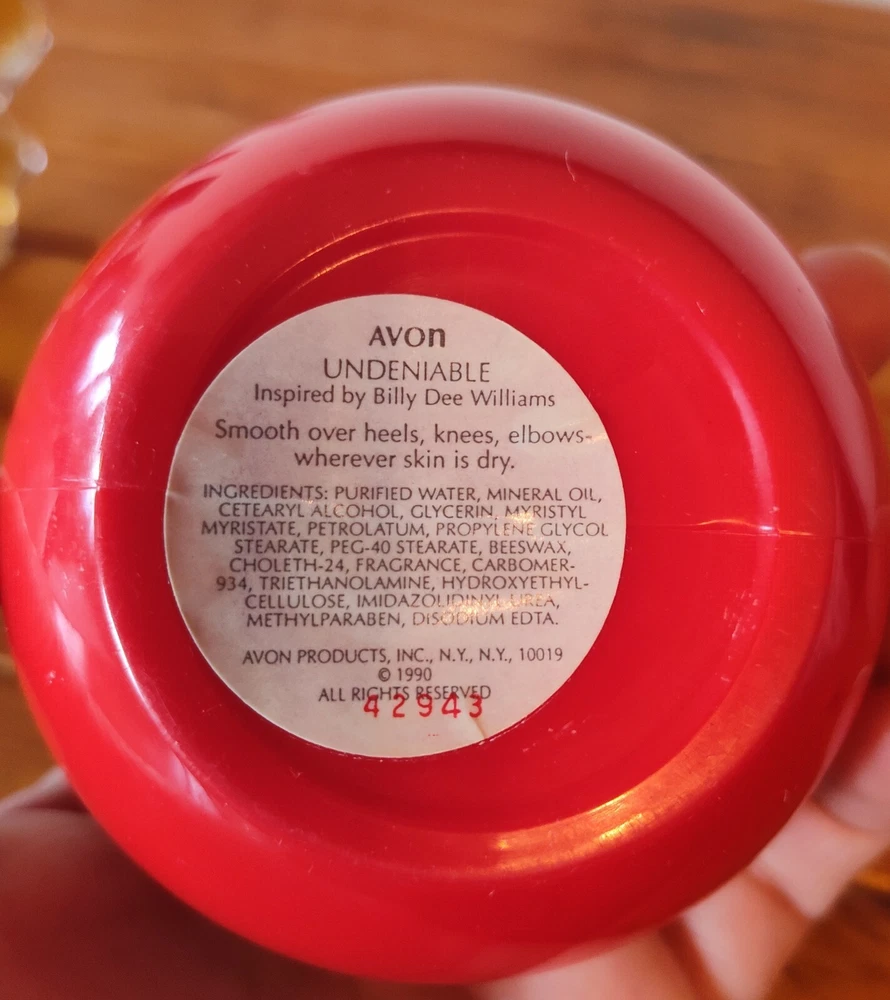 AVON
UNDENIABLE
Inspired by Billy Dee Williams
Smooth over heels, knees, elbows-
wherever skin is dry.
INGREDIENTS: PURIFIED WATER, MINERAL OIL,
CETEARYL ALCOHOL, GLYCERIN, MYRISTYL
MYRISTATE, PETROLATUM, PROPYLENE GLYCOL
STEARATE, PEG-40 STEARATE, BEESWAX,
CHOLETH-24, FRAGRANCE, CARBOMER-
934, TRIETHANOLAMINE, HYDROXYETHYL-
CELLULOSE, IMIDAZOLIDINYL UREA,
METHYLPARABEN, DISODIUM EDTA.
AVON PRODUCTS, INC., N.Y., N.Y., 10019
© 1990
ALL RIGHTS RESERVED
42943